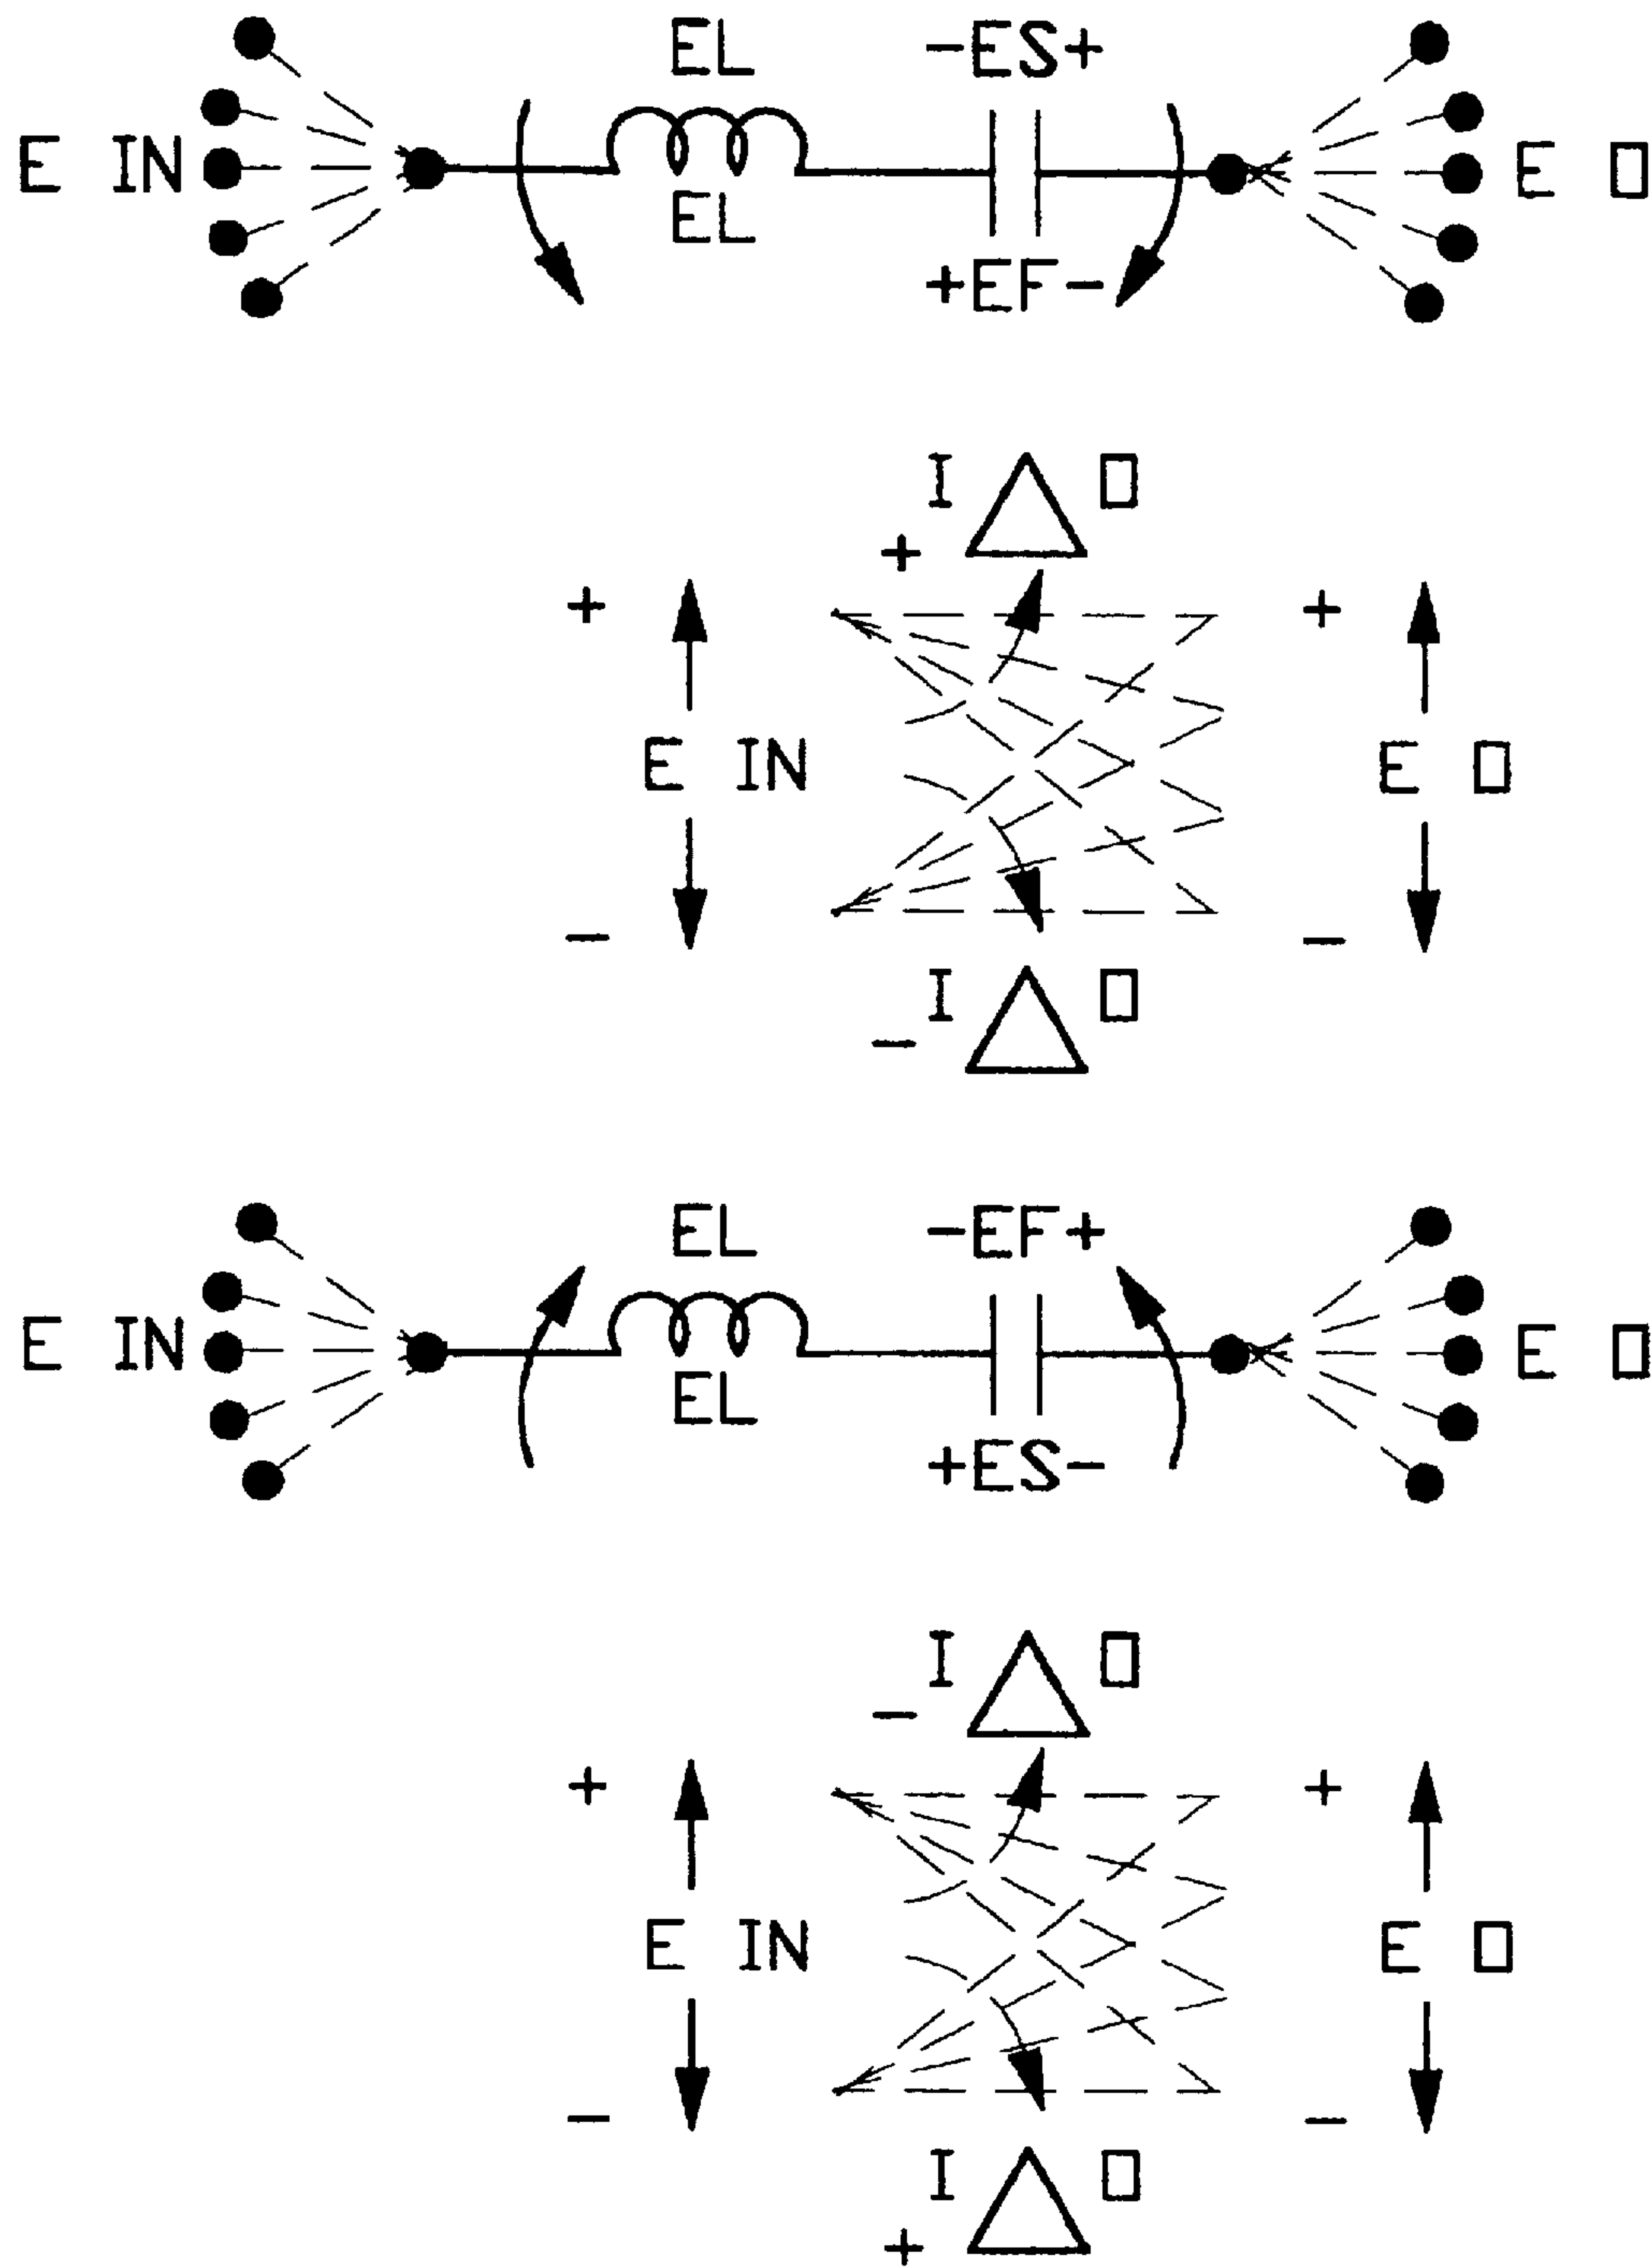 EL -ES+
E IN E O
EL
+EF-
I △ O
+
+ +
E IN E O
- -
I △ O
-
EL -EF+
E IN E O
EL
+ES-
I △ O
-
+ +
E IN E O
- -
I △ O
+